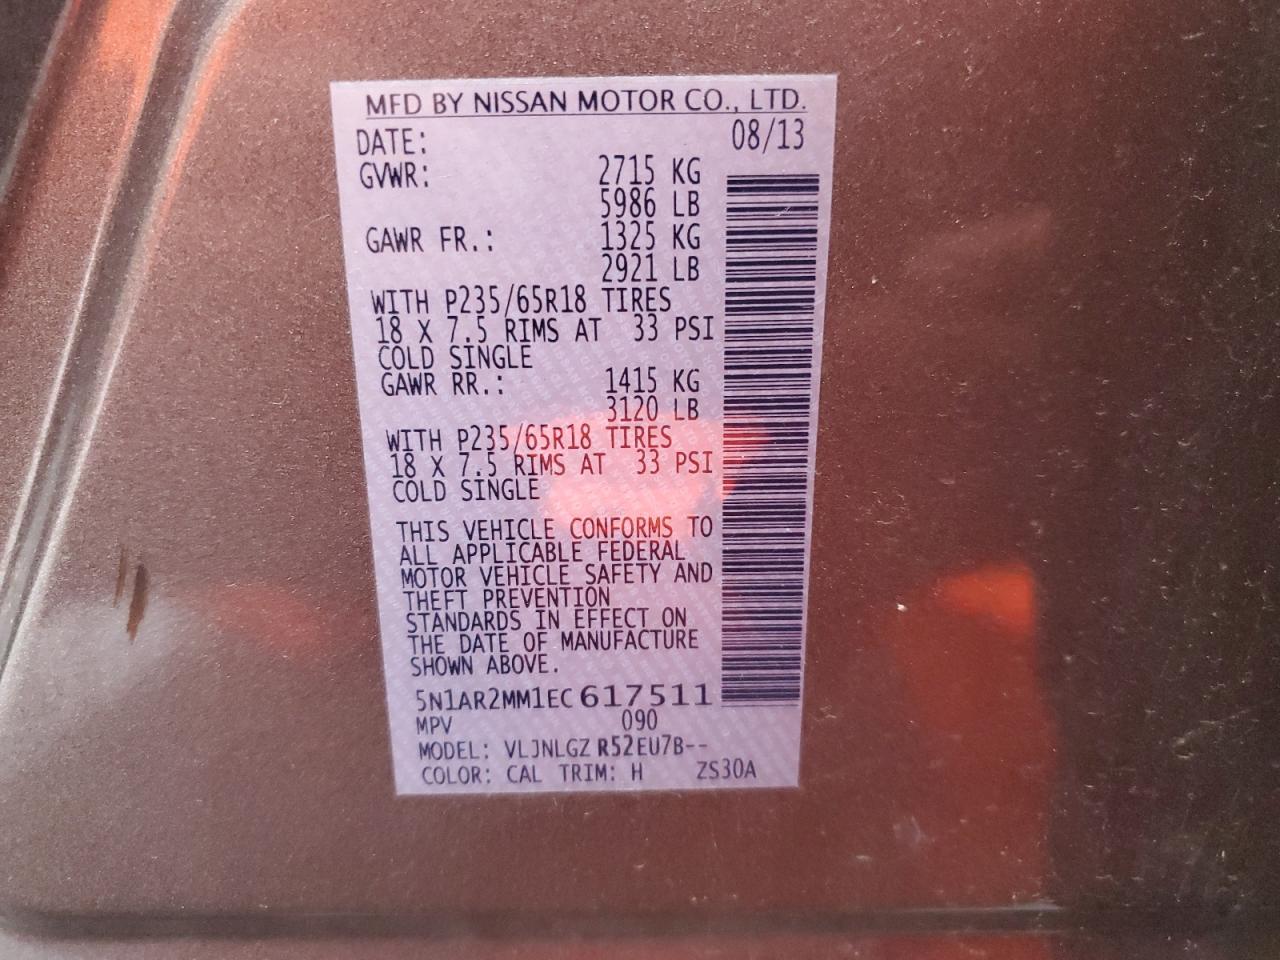 MFD BY NISSAN MOTOR CO., LTD.
DATE: 08/13
GVWR: 2715 KG
5986 LB
GAWR FR.: 1325 KG
2921 LB
WITH P235/65R18 TIRES
18 X 7.5 RIMS AT 33 PSI
COLD SINGLE
GAWR RR.: 1415 KG
3120 LB
WITH P235/65R18 TIRES
18 X 7.5 RIMS AT 33 PSI
COLD SINGLE
THIS VEHICLE CONFORMS TO
ALL APPLICABLE FEDERAL
MOTOR VEHICLE SAFETY AND
THEFT PREVENTION
STANDARDS IN EFFECT ON
THE DATE OF MANUFACTURE
SHOWN ABOVE.
5N1AR2MM1EC617511
MPV 090
MODEL: VLJNLGZ R52EU7B--
COLOR: CAL TRIM: H ZS30A